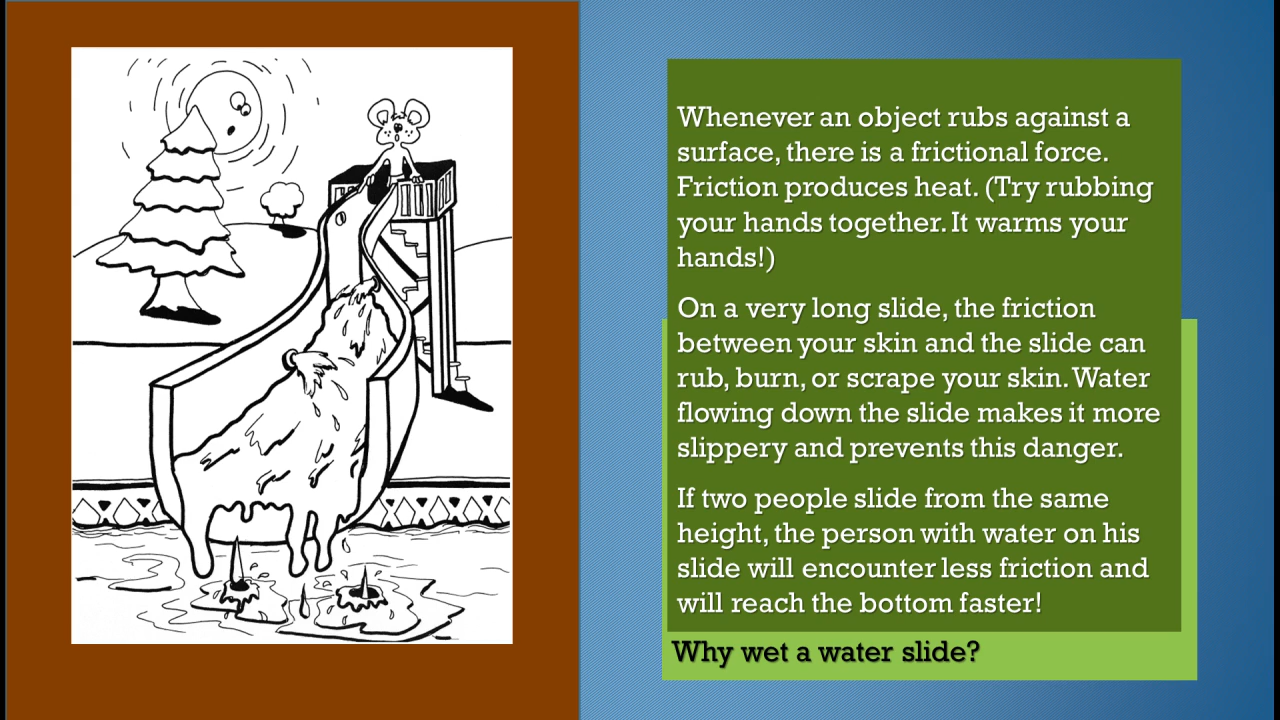 Whenever an object rubs against a
surface, there is a frictional force.
Friction produces heat. (Try rubbing
your hands together. It warms your
hands!)
On a very long slide, the friction
between your skin and the slide can
rub, burn, or scrape your skin. Water
flowing down the slide makes it more
slippery and prevents this danger.
If two people slide from the same
height, the person with water on his
slide will encounter less friction and
will reach the bottom faster!
Why wet a water slide?